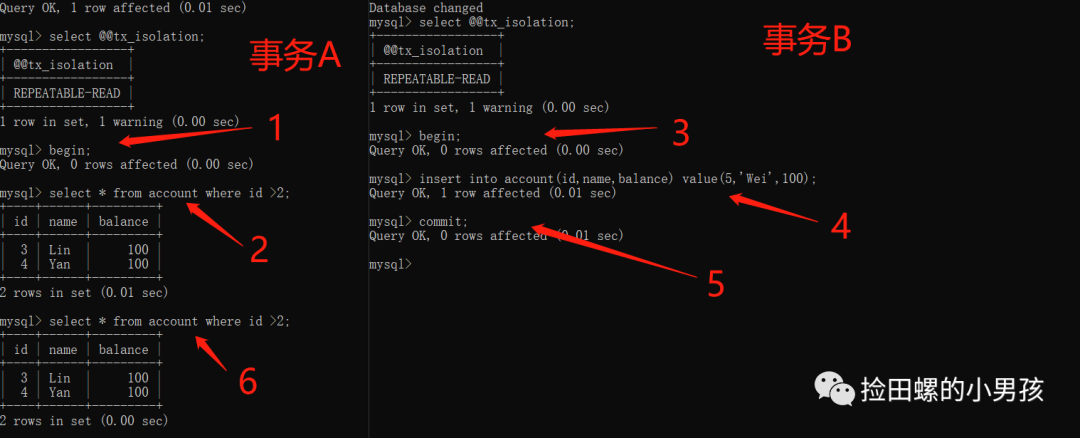 Query OK, 1 row affected (0.01 sec)
mysql> select @@tx_isolation;
+-----------------+
| @@tx_isolation  |
+-----------------+
| REPEATABLE-READ |
+-----------------+
1 row in set, 1 warning (0.00 sec)
mysql> begin;
Query OK, 0 rows affected (0.00 sec)
mysql> select * from account where id >2;
+----+------+---------+
| id | name | balance |
+----+------+---------+
|  3 | Lin  |     100 |
|  4 | Yan  |     100 |
+----+------+---------+
2 rows in set (0.01 sec)
mysql> select * from account where id >2;
+----+------+---------+
| id | name | balance |
+----+------+---------+
|  3 | Lin  |     100 |
|  4 | Yan  |     100 |
+----+------+---------+
2 rows in set (0.00 sec)
事务A
1
2
6
Database changed
mysql> select @@tx_isolation;
+-----------------+
| @@tx_isolation  |
+-----------------+
| REPEATABLE-READ |
+-----------------+
1 row in set, 1 warning (0.00 sec)
mysql> begin;
Query OK, 0 rows affected (0.00 sec)
mysql> insert into account(id,name,balance) value(5,'Wei',100);
Query OK, 1 row affected (0.01 sec)
mysql> commit;
Query OK, 0 rows affected (0.01 sec)
mysql>
事务B
3
4
5
捡田螺的小男孩